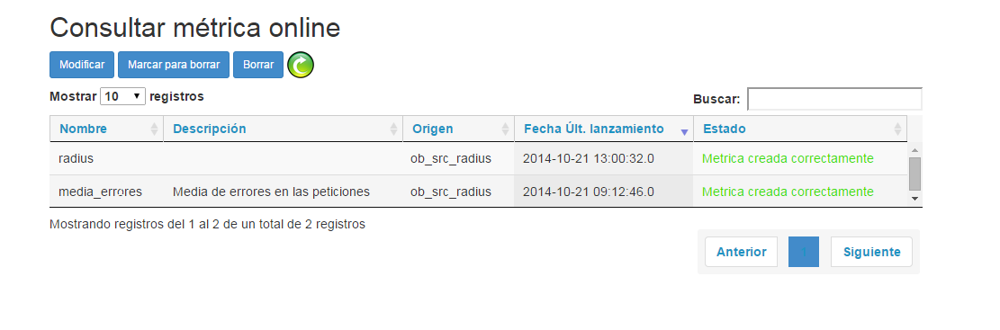 Consultar métrica online
Modificar Marcar para borrar Borrar
Mostrar 10 registros Buscar:
Nombre Descripción Origen Fecha Últ. lanzamiento Estado
radius ob_src_radius 2014-10-21 13:00:32.0 Metrica creada correctamente
media_errores Media de errores en las peticiones ob_src_radius 2014-10-21 09:12:46.0 Metrica creada correctamente
Mostrando registros del 1 al 2 de un total de 2 registros
Anterior 1 Siguiente